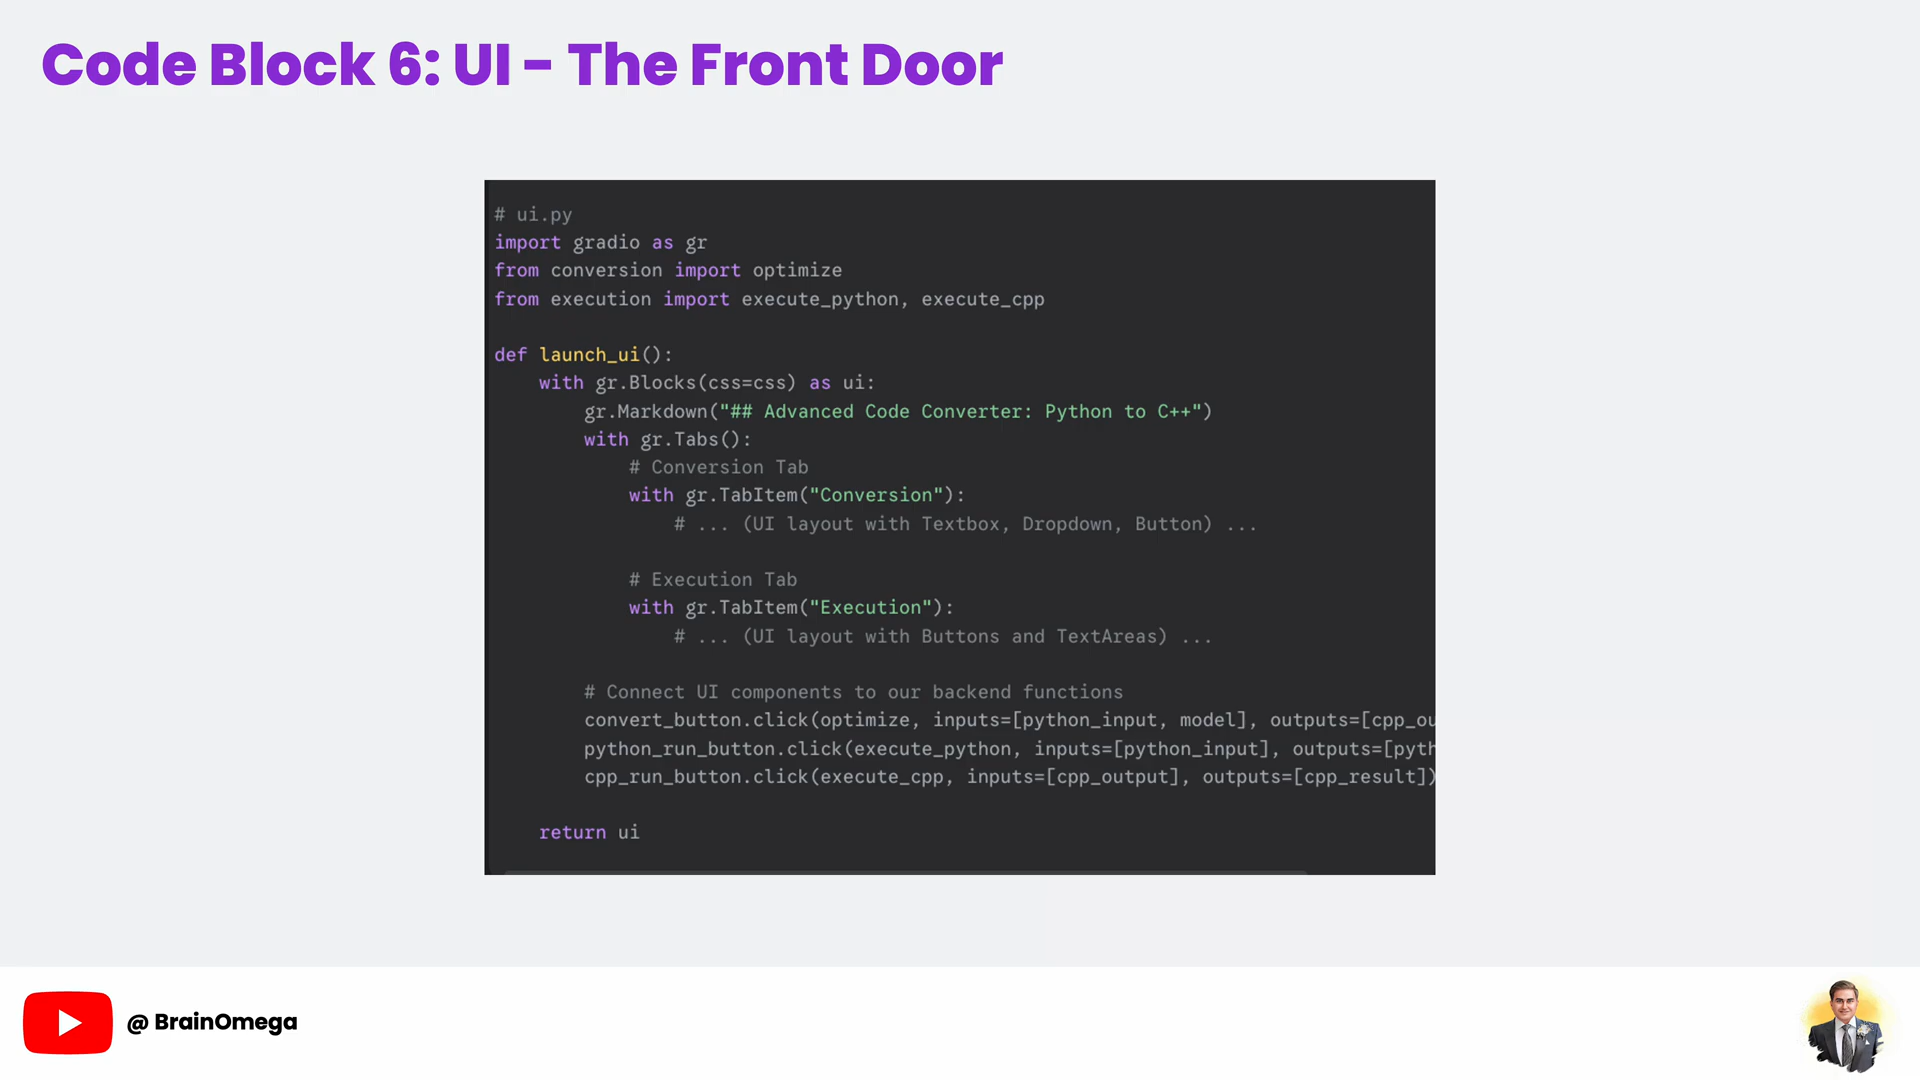 Code Block 6: UI - The Front Door
# ui.py
import gradio as gr
from conversion import optimize
from execution import execute_python, execute_cpp
def launch_ui():
    with gr.Blocks(css=css) as ui:
        gr.Markdown("## Advanced Code Converter: Python to C++")
        with gr.Tabs():
            # Conversion Tab
            with gr.TabItem("Conversion"):
                # ... (UI layout with Textbox, Dropdown, Button) ...
            # Execution Tab
            with gr.TabItem("Execution"):
                # ... (UI layout with Buttons and TextAreas) ...
        # Connect UI components to our backend functions
        convert_button.click(optimize, inputs=[python_input, model], outputs=[cpp_ou
        python_run_button.click(execute_python, inputs=[python_input], outputs=[pyth
        cpp_run_button.click(execute_cpp, inputs=[cpp_output], outputs=[cpp_result])
    return ui
@ BrainOmega